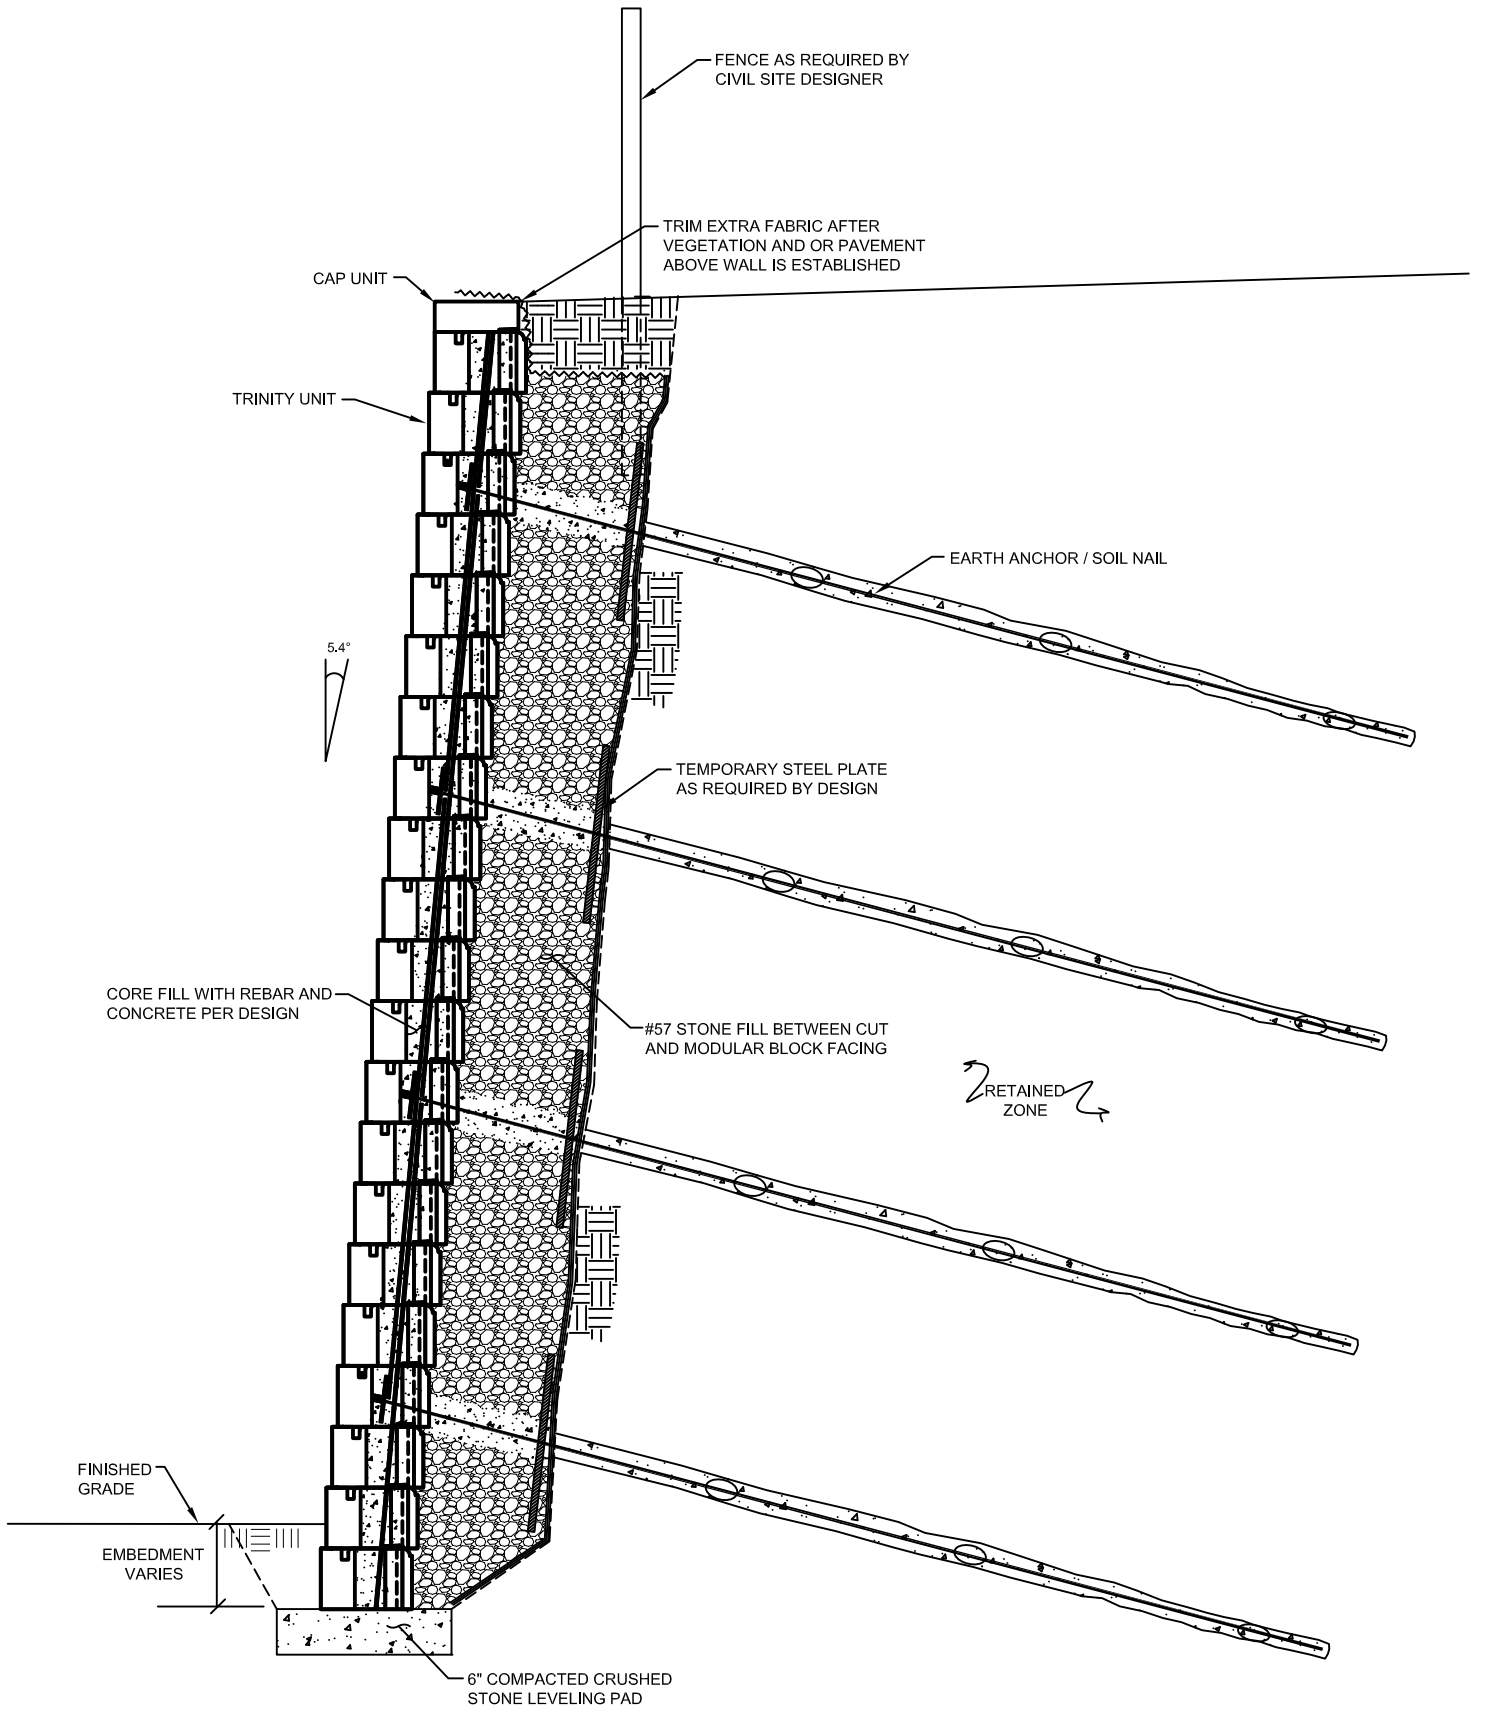 FENCE AS REQUIRED BY
CIVIL SITE DESIGNER
TRIM EXTRA FABRIC AFTER
VEGETATION AND OR PAVEMENT
ABOVE WALL IS ESTABLISHED
CAP UNIT
TRINITY UNIT
EARTH ANCHOR / SOIL NAIL
5.4°
TEMPORARY STEEL PLATE
AS REQUIRED BY DESIGN
CORE FILL WITH REBAR AND
CONCRETE PER DESIGN
#57 STONE FILL BETWEEN CUT
AND MODULAR BLOCK FACING
RETAINED
ZONE
FINISHED
GRADE
EMBEDMENT
VARIES
6" COMPACTED CRUSHED
STONE LEVELING PAD